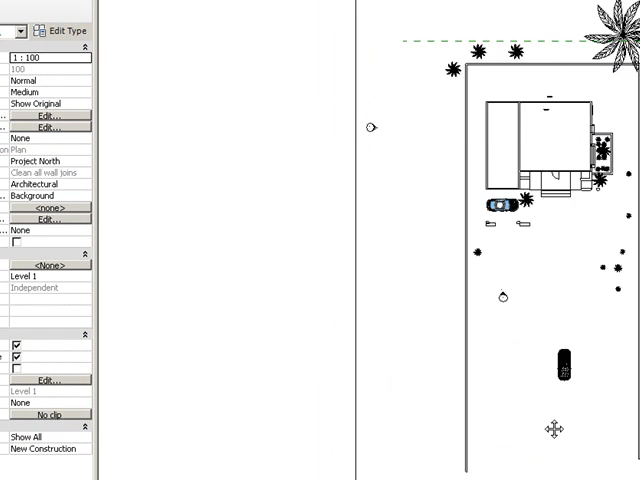 Edit Type
1 : 100
100
Normal
Medium
Show Original
Edit...
Edit...
None
Plan
Project North
Clean all wall joins
Architectural
Background
<none>
Edit...
None
<None>
Level 1
Independent
Edit...
Level 1
None
No clip
Show All
New Construction